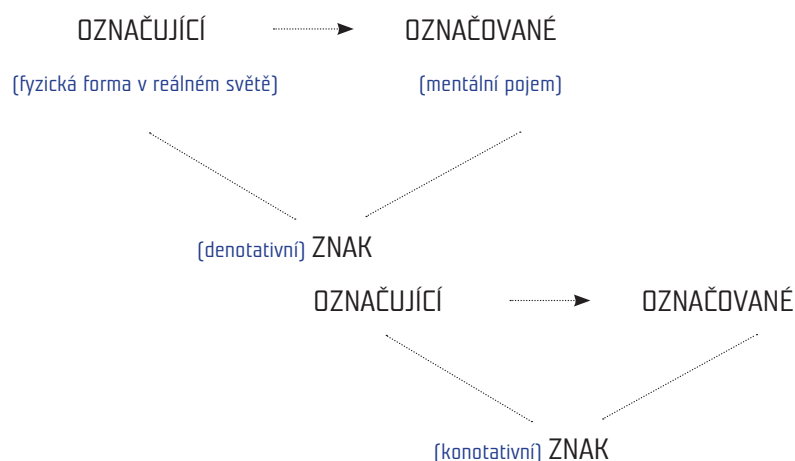 OZNAČUJÍCÍ OZNAČOVANÉ
(fyzická forma v reálném světě) (mentální pojem)
(denotativní) ZNAK
OZNAČUJÍCÍ OZNAČOVANÉ
(konotativní) ZNAK